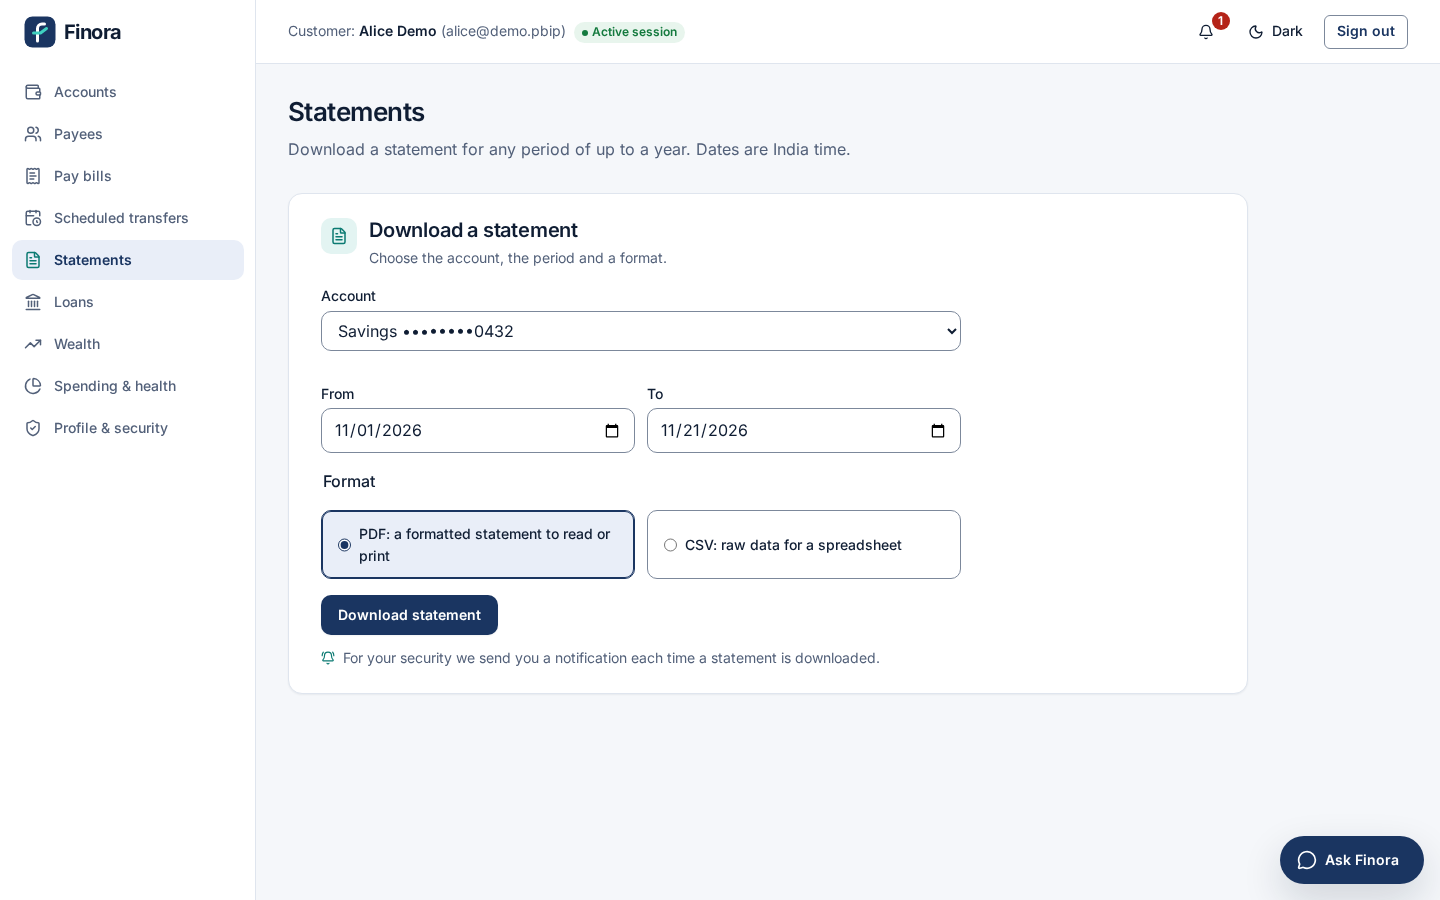 Finora
Accounts
Payees
Pay bills
Scheduled transfers
Statements
Loans
Wealth
Spending & health
Profile & security
Customer: Alice Demo (alice@demo.pbip) Active session
1
Dark
Sign out
Statements
Download a statement for any period of up to a year. Dates are India time.
Download a statement
Choose the account, the period and a format.
Account
Savings ••••••••0432
From
To
11/01/2026
11/21/2026
Format
PDF: a formatted statement to read or
print
CSV: raw data for a spreadsheet
Download statement
For your security we send you a notification each time a statement is downloaded.
Ask Finora